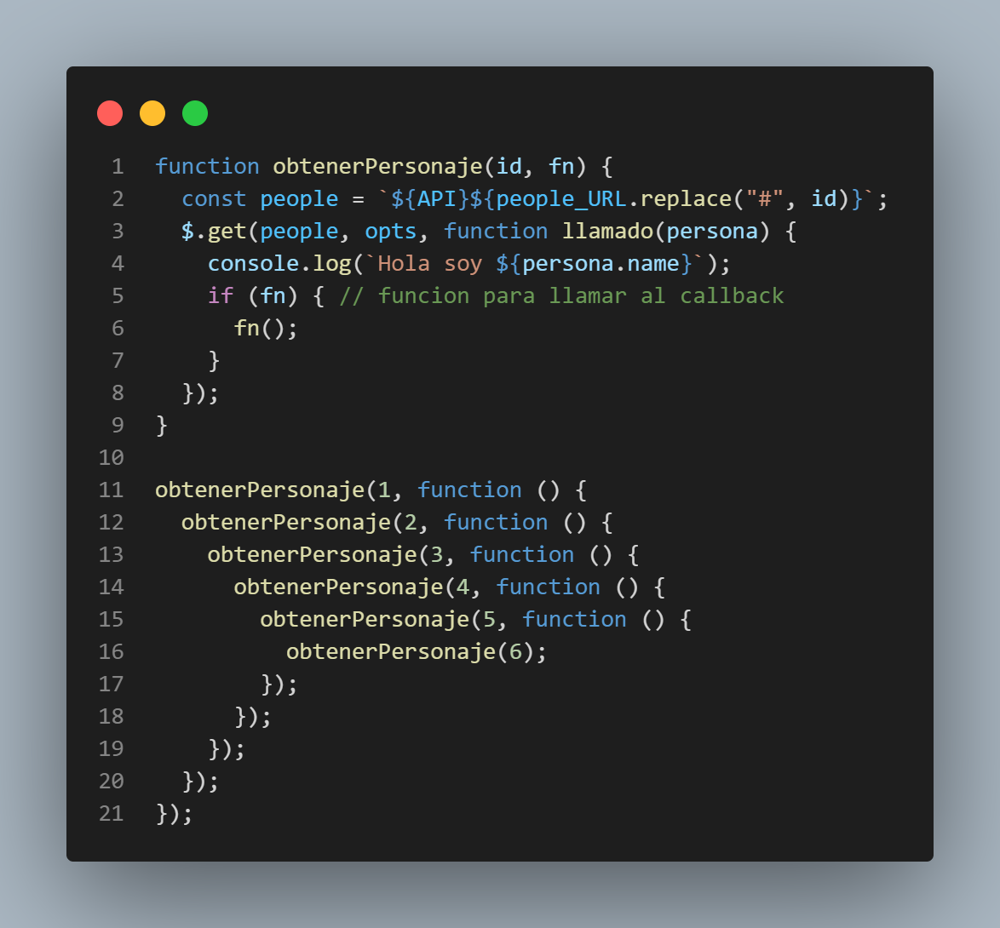 1 function obtenerPersonaje(id, fn) {
2   const people = `${API}${people_URL.replace("#", id)}`;
3   $.get(people, opts, function llamado(persona) {
4     console.log(`Hola soy ${persona.name}`);
5     if (fn) { // funcion para llamar al callback
6       fn();
7     }
8   });
9 }
10
11 obtenerPersonaje(1, function () {
12   obtenerPersonaje(2, function () {
13     obtenerPersonaje(3, function () {
14       obtenerPersonaje(4, function () {
15         obtenerPersonaje(5, function () {
16           obtenerPersonaje(6);
17         });
18       });
19     });
20   });
21 });